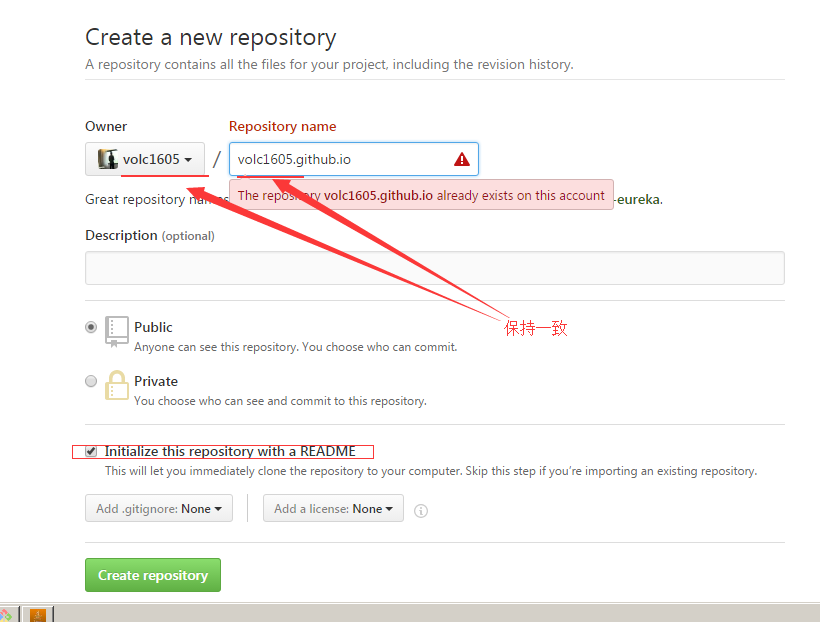 Create a new repository
A repository contains all the files for your project, including the revision history.
Owner
Repository name
volc1605 / volc1605.github.io
The repository volc1605.github.io already exists on this account
Great repository names -eureka.
Description (optional)
保持一致
Public
Anyone can see this repository. You choose who can commit.
Private
You choose who can see and commit to this repository.
Initialize this repository with a README
This will let you immediately clone the repository to your computer. Skip this step if you’re importing an existing repository.
Add .gitignore: None
Add a license: None
Create repository